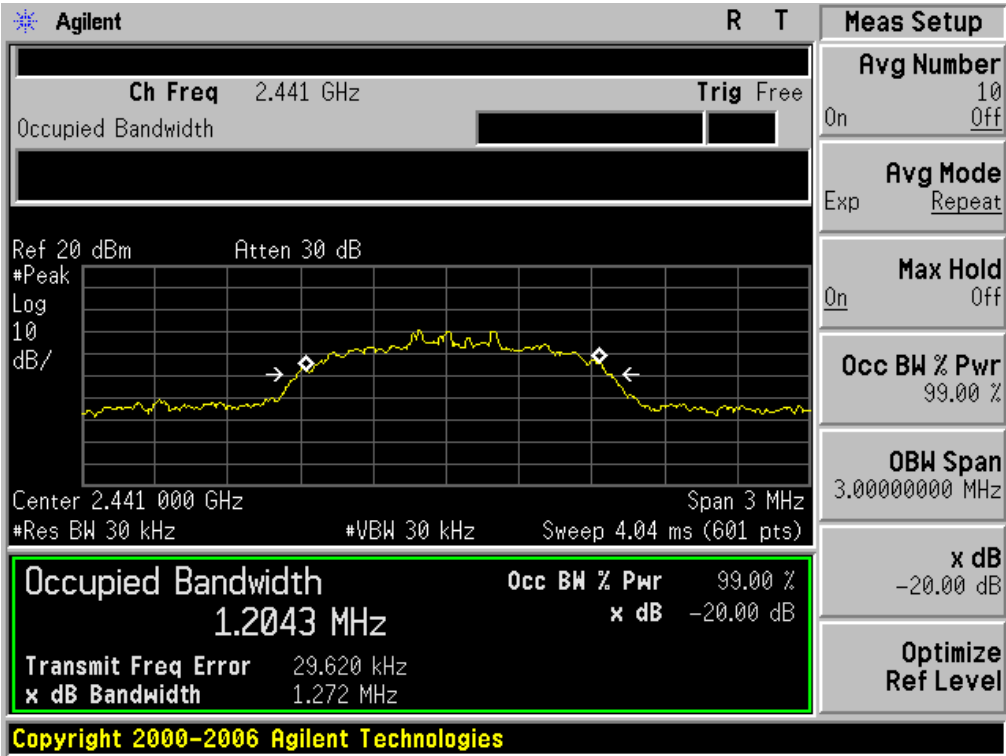 Agilent R T
Ch Freq 2.441 GHz Trig Free
Occupied Bandwidth
Ref 20 dBm Atten 30 dB
#Peak
Log
10
dB/
Center 2.441 000 GHz Span 3 MHz
#Res BW 30 kHz #VBW 30 kHz Sweep 4.04 ms (601 pts)
Occupied Bandwidth
1.2043 MHz
Occ BW % Pwr 99.00 %
x dB -20.00 dB
Transmit Freq Error 29.620 kHz
x dB Bandwidth 1.272 MHz
Copyright 2000-2006 Agilent Technologies
Meas Setup
Avg Number
10
On Off
Avg Mode
Exp Repeat
Max Hold
On Off
Occ BW % Pwr
99.00 %
OBW Span
3.00000000 MHz
x dB
-20.00 dB
Optimize
Ref Level